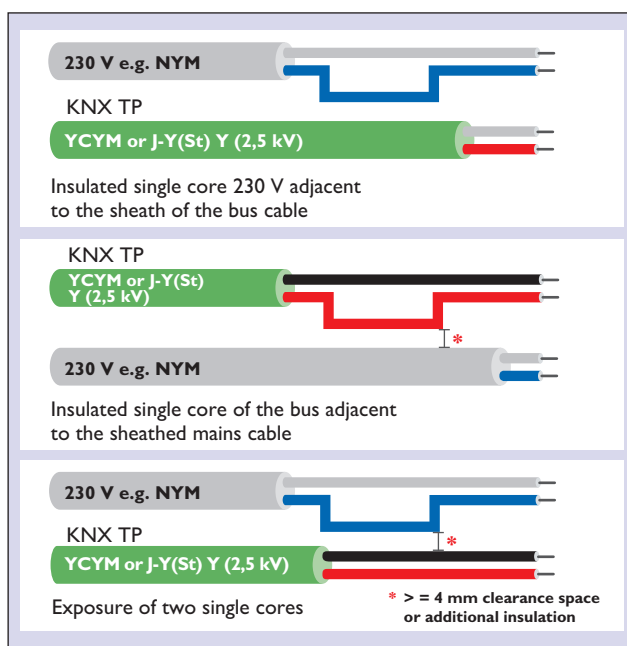 230 V e.g. NYM
KNX TP
YCYM or J-Y(St) Y (2,5 kV)
Insulated single core 230 V adjacent
to the sheath of the bus cable
KNX TP
YCYM or J-Y(St)
Y (2,5 kV)
*
230 V e.g. NYM
Insulated single core of the bus adjacent
to the sheathed mains cable
230 V e.g. NYM
KNX TP
*
YCYM or J-Y(St) Y (2,5 kV)
Exposure of two single cores
* > = 4 mm clearance space
or additional insulation